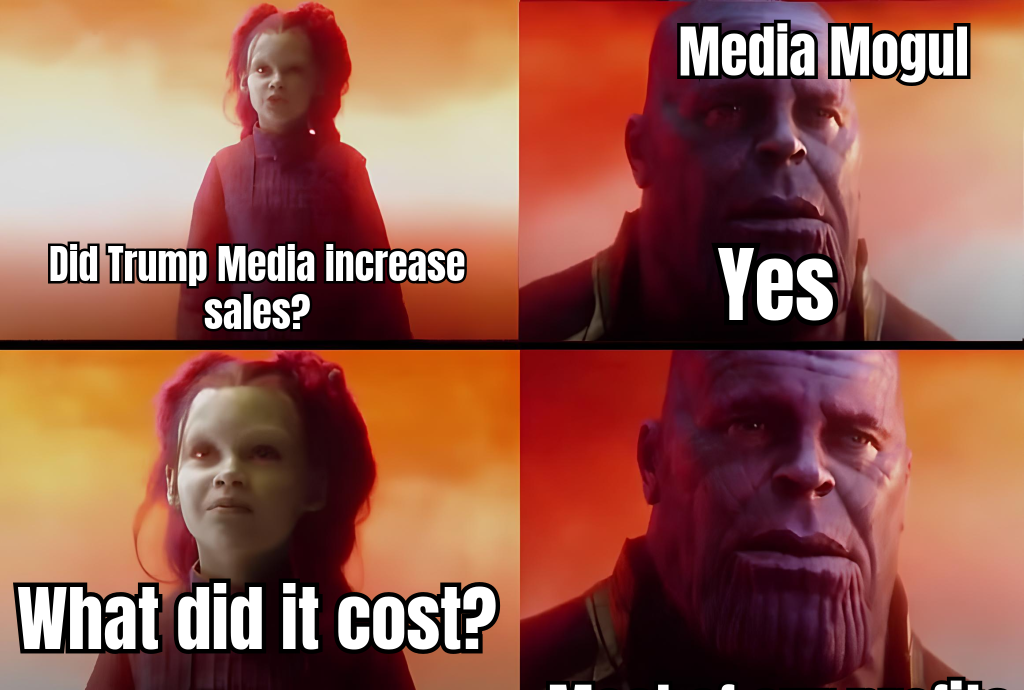 Did Trump Media increase
sales?
Media Mogul
Yes
What did it cost?